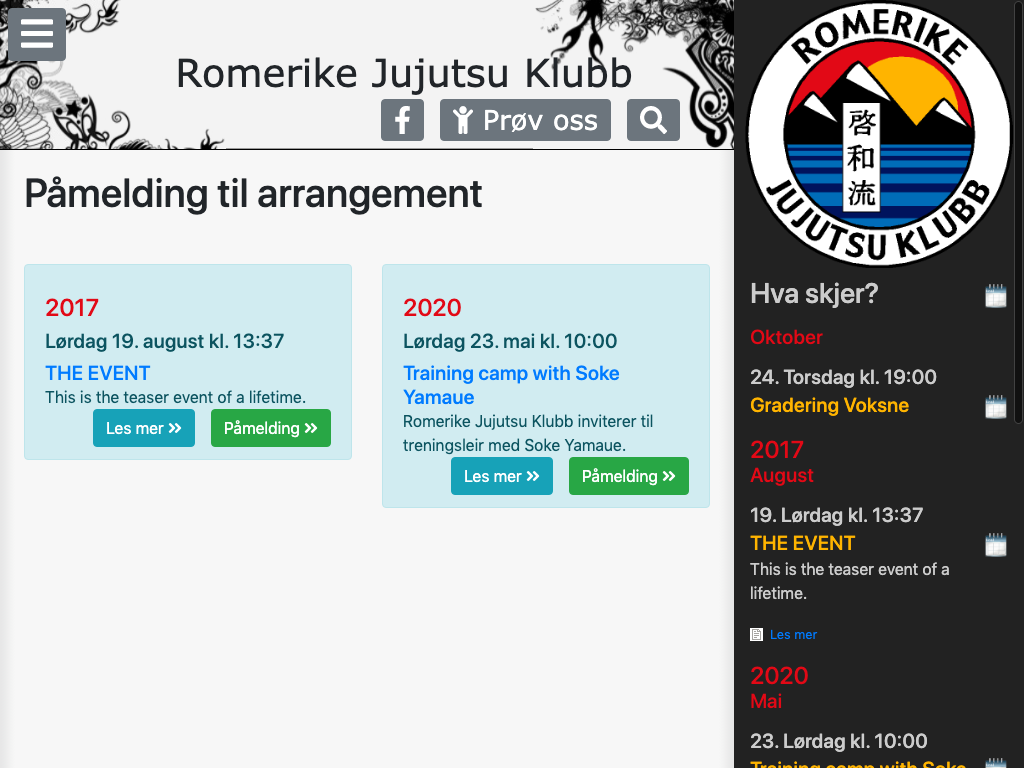 Romerike Jujutsu Klubb
Prøv oss
Påmelding til arrangement
2017
Lørdag 19. august kl. 13:37
THE EVENT
This is the teaser event of a lifetime.
Les mer »
Påmelding »
2020
Lørdag 23. mai kl. 10:00
Training camp with Soke
Yamaue
Romerike Jujutsu Klubb inviterer til
treningsleir med Soke Yamaue.
Les mer »
Påmelding »
ROMERIKE
啓和流
JUJUTSU KLUBB
Hva skjer?
Oktober
24. Torsdag kl. 19:00
Gradering Voksne
2017
August
19. Lørdag kl. 13:37
THE EVENT
This is the teaser event of a
lifetime.
Les mer
2020
Mai
23. Lørdag kl. 10:00
Training camp with Soke